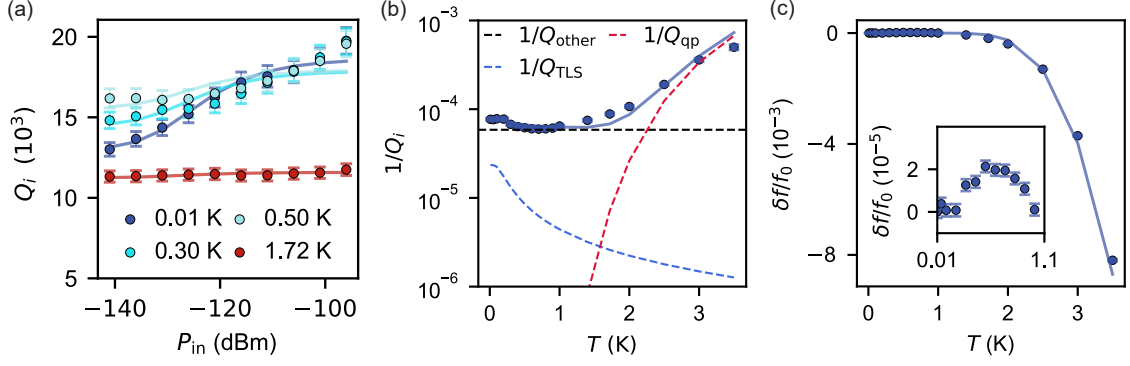 (a)
20
15
10
5
Q_i (10^3)
0.01 K
0.50 K
0.30 K
1.72 K
−140
−120
−100
P_in (dBm)
(b)
10^−3
10^−4
10^−5
10^−6
1/Q_i
1/Q_other
1/Q_qp
1/Q_TLS
0
1
2
3
T (K)
(c)
0
−4
−8
δf/f_0 (10^−3)
2
0
δf/f_0 (10^−5)
0.01
1.1
0
1
2
3
T (K)